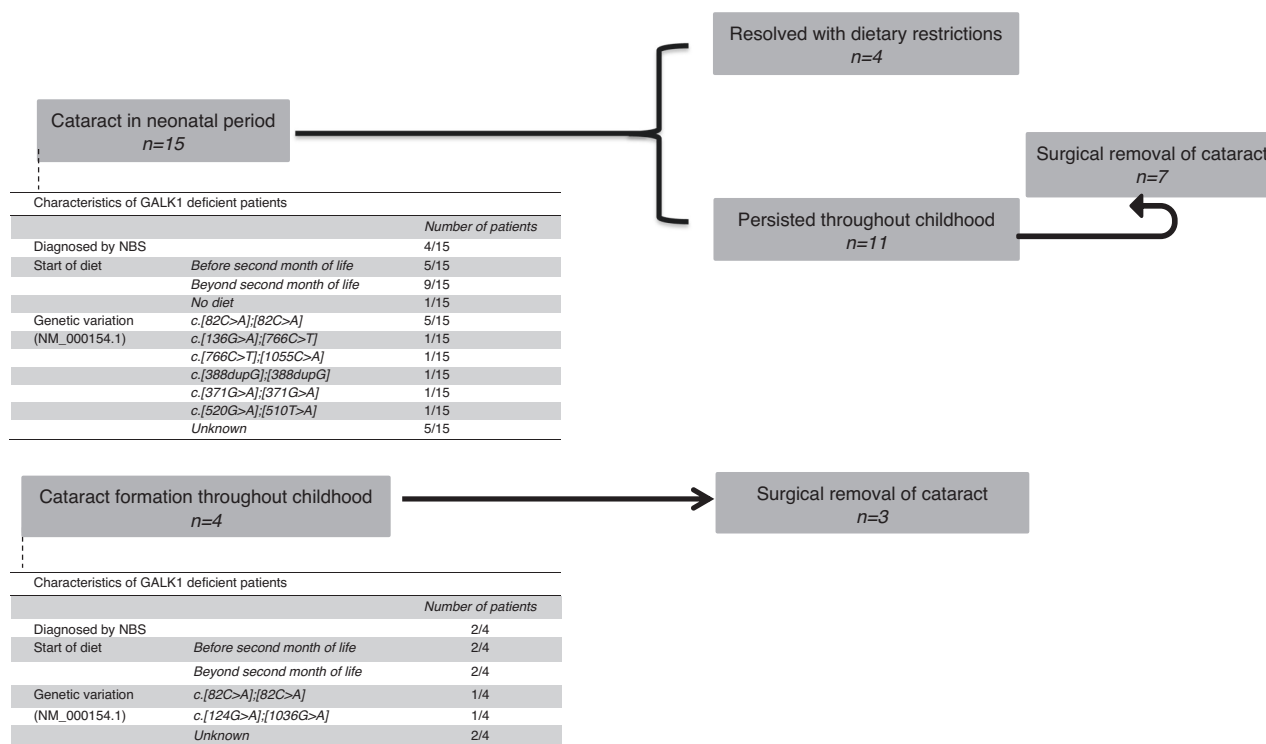 Resolved with dietary restrictions
n=4
Cataract in neonatal period
n=15
Surgical removal of cataract
n=7
Persisted throughout childhood
n=11
Characteristics of GALK1 deficient patients
Number of patients
Diagnosed by NBS 4/15
Start of diet Before second month of life 5/15
Beyond second month of life 9/15
No diet 1/15
Genetic variation c.[82C>A];[82C>A] 5/15
(NM_000154.1) c.[136G>A];[766C>T] 1/15
c.[766C>T];[1055C>A] 1/15
c.[388dupG];[388dupG] 1/15
c.[371G>A];[371G>A] 1/15
c.[520G>A];[510T>A] 1/15
Unknown 5/15
Cataract formation throughout childhood
n=4
Surgical removal of cataract
n=3
Characteristics of GALK1 deficient patients
Number of patients
Diagnosed by NBS 2/4
Start of diet Before second month of life 2/4
Beyond second month of life 2/4
Genetic variation c.[82C>A];[82C>A] 1/4
(NM_000154.1) c.[124G>A];[1036G>A] 1/4
Unknown 2/4